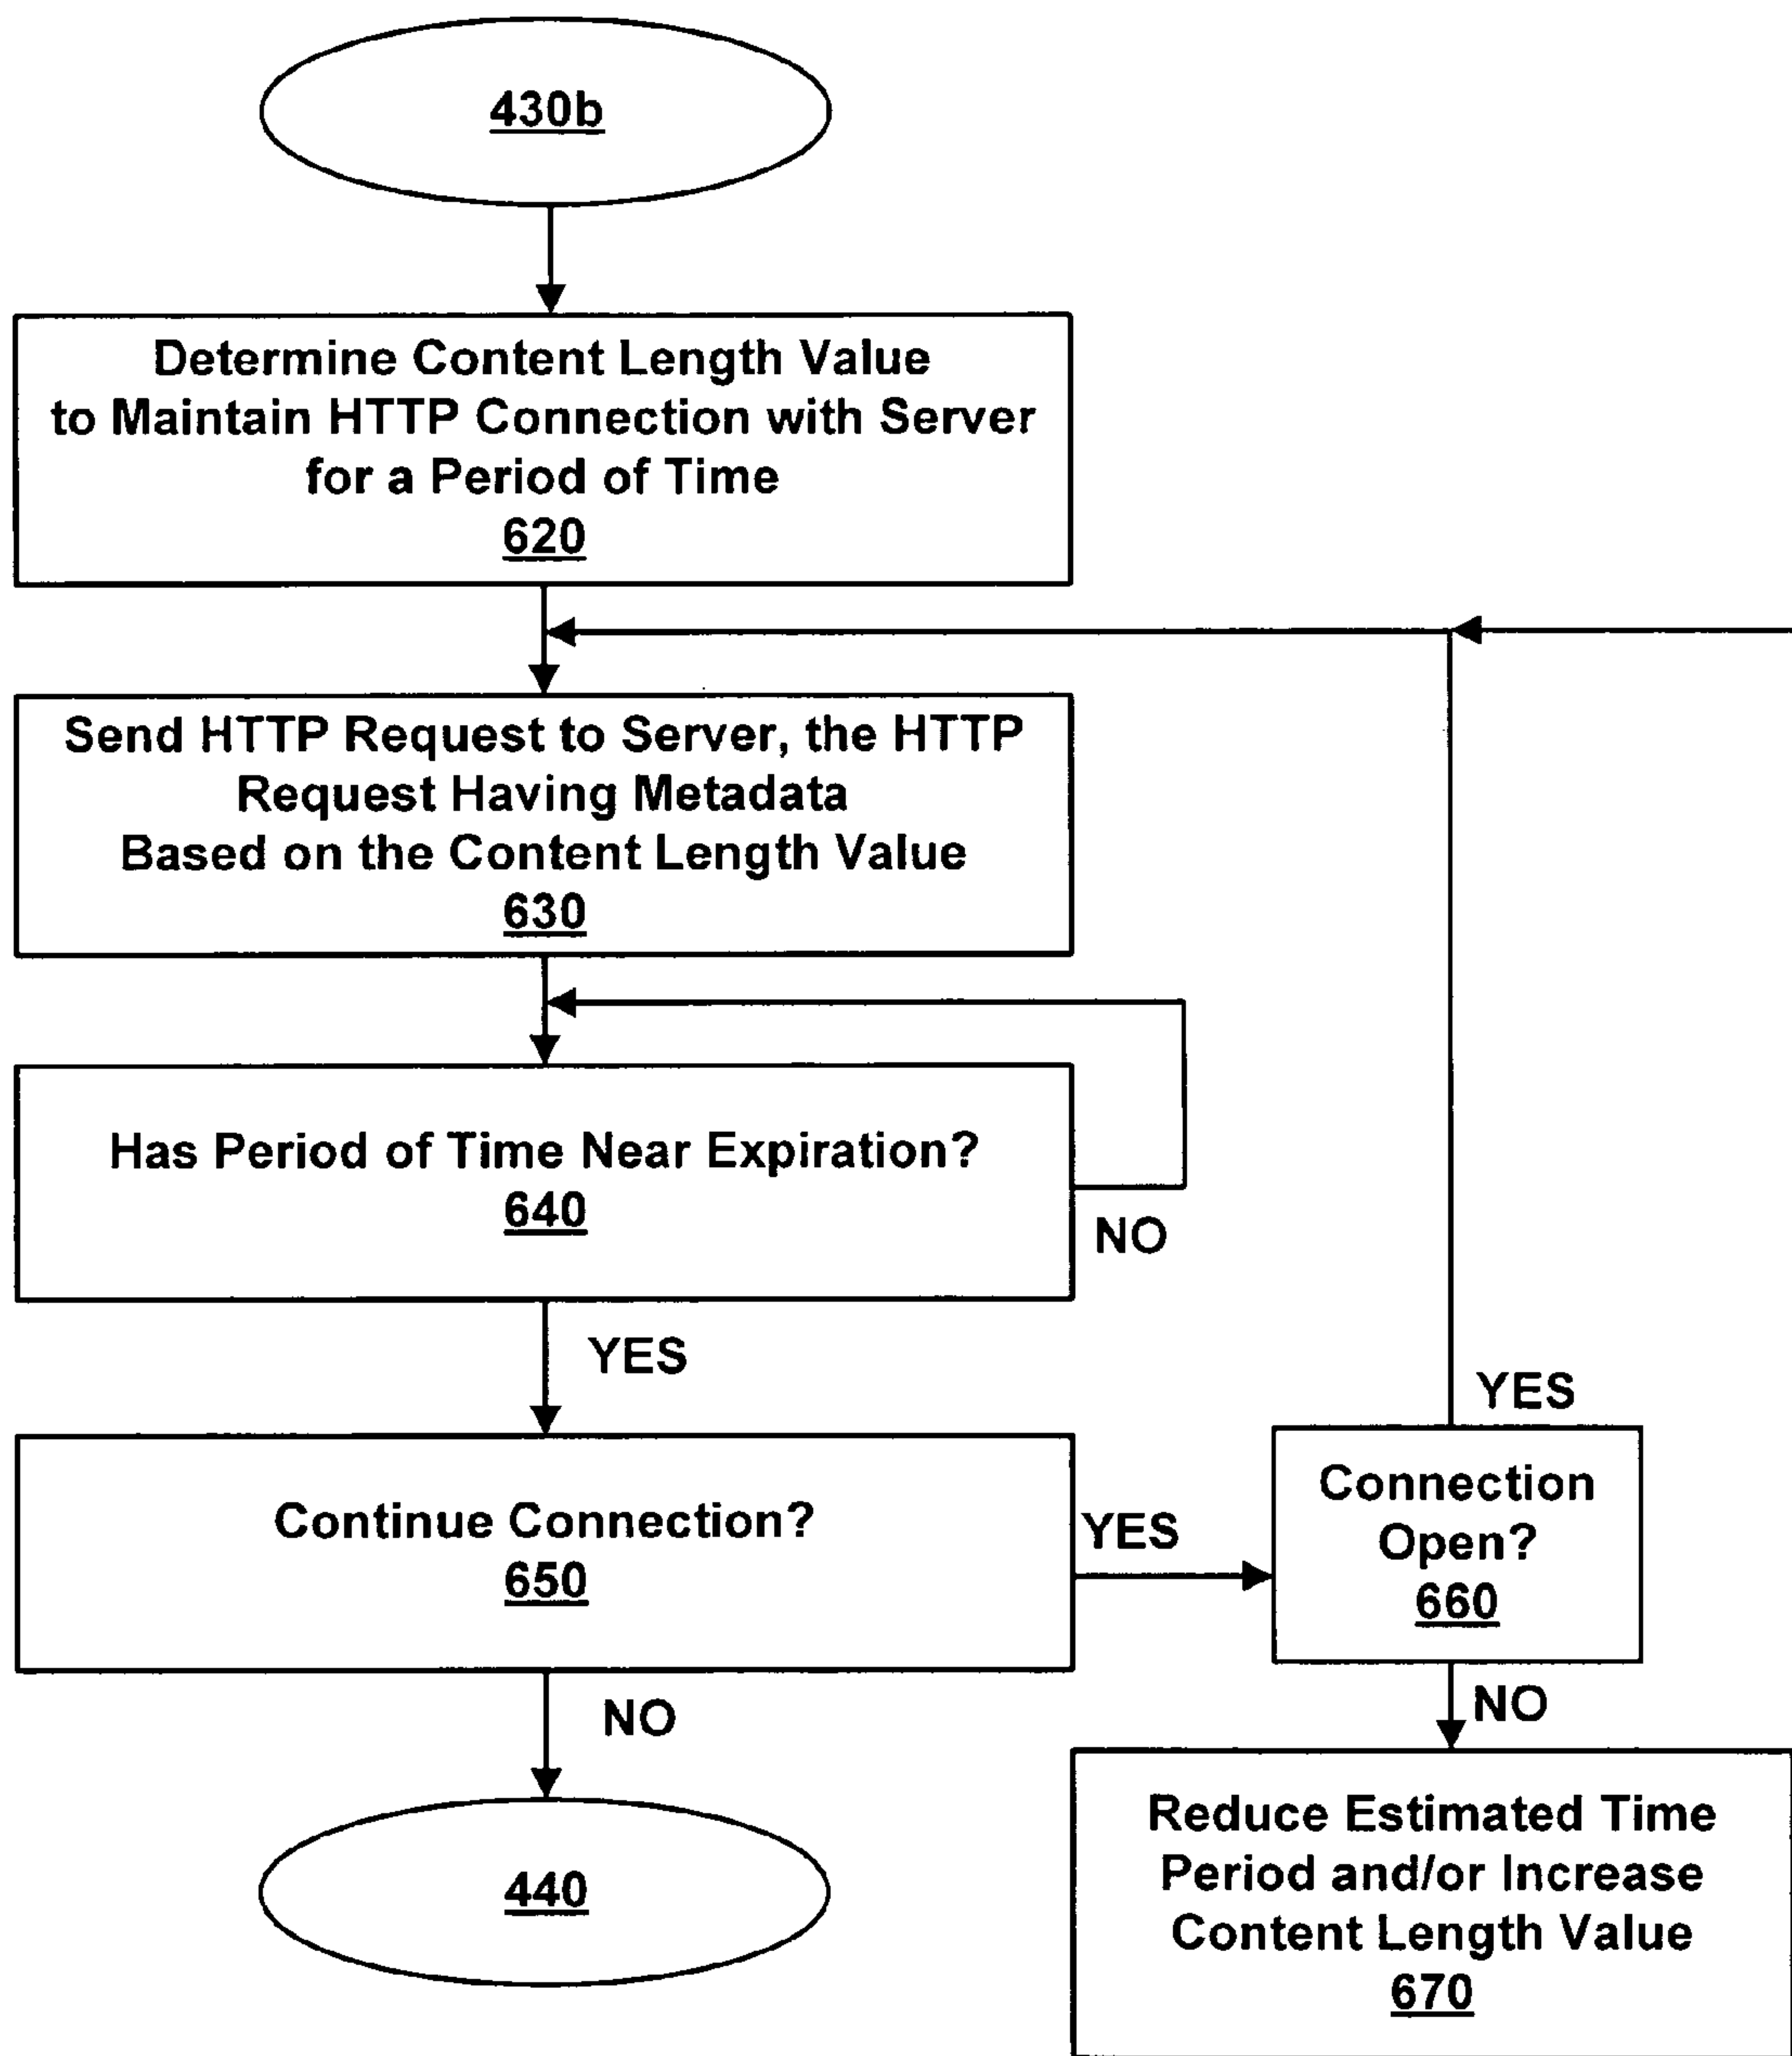 430b
Determine Content Length Value
to Maintain HTTP Connection with Server
for a Period of Time
620
Send HTTP Request to Server, the HTTP
Request Having Metadata
Based on the Content Length Value
630
Has Period of Time Near Expiration?
640
NO
YES
Continue Connection?
650
YES
YES
Connection
Open?
660
NO
NO
440
Reduce Estimated Time
Period and/or Increase
Content Length Value
670